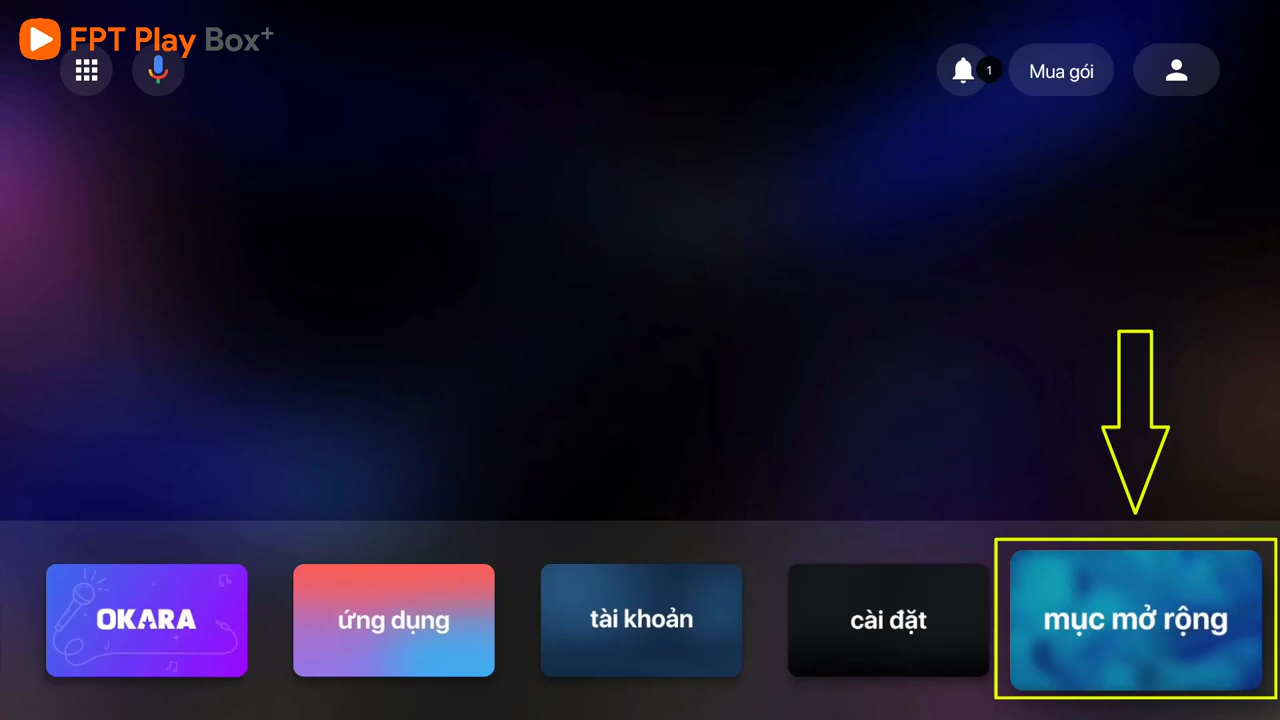 FPT Play Box+
1
Mua gói
OKARA
ứng dụng
tài khoản
cài đặt
mục mở rộng